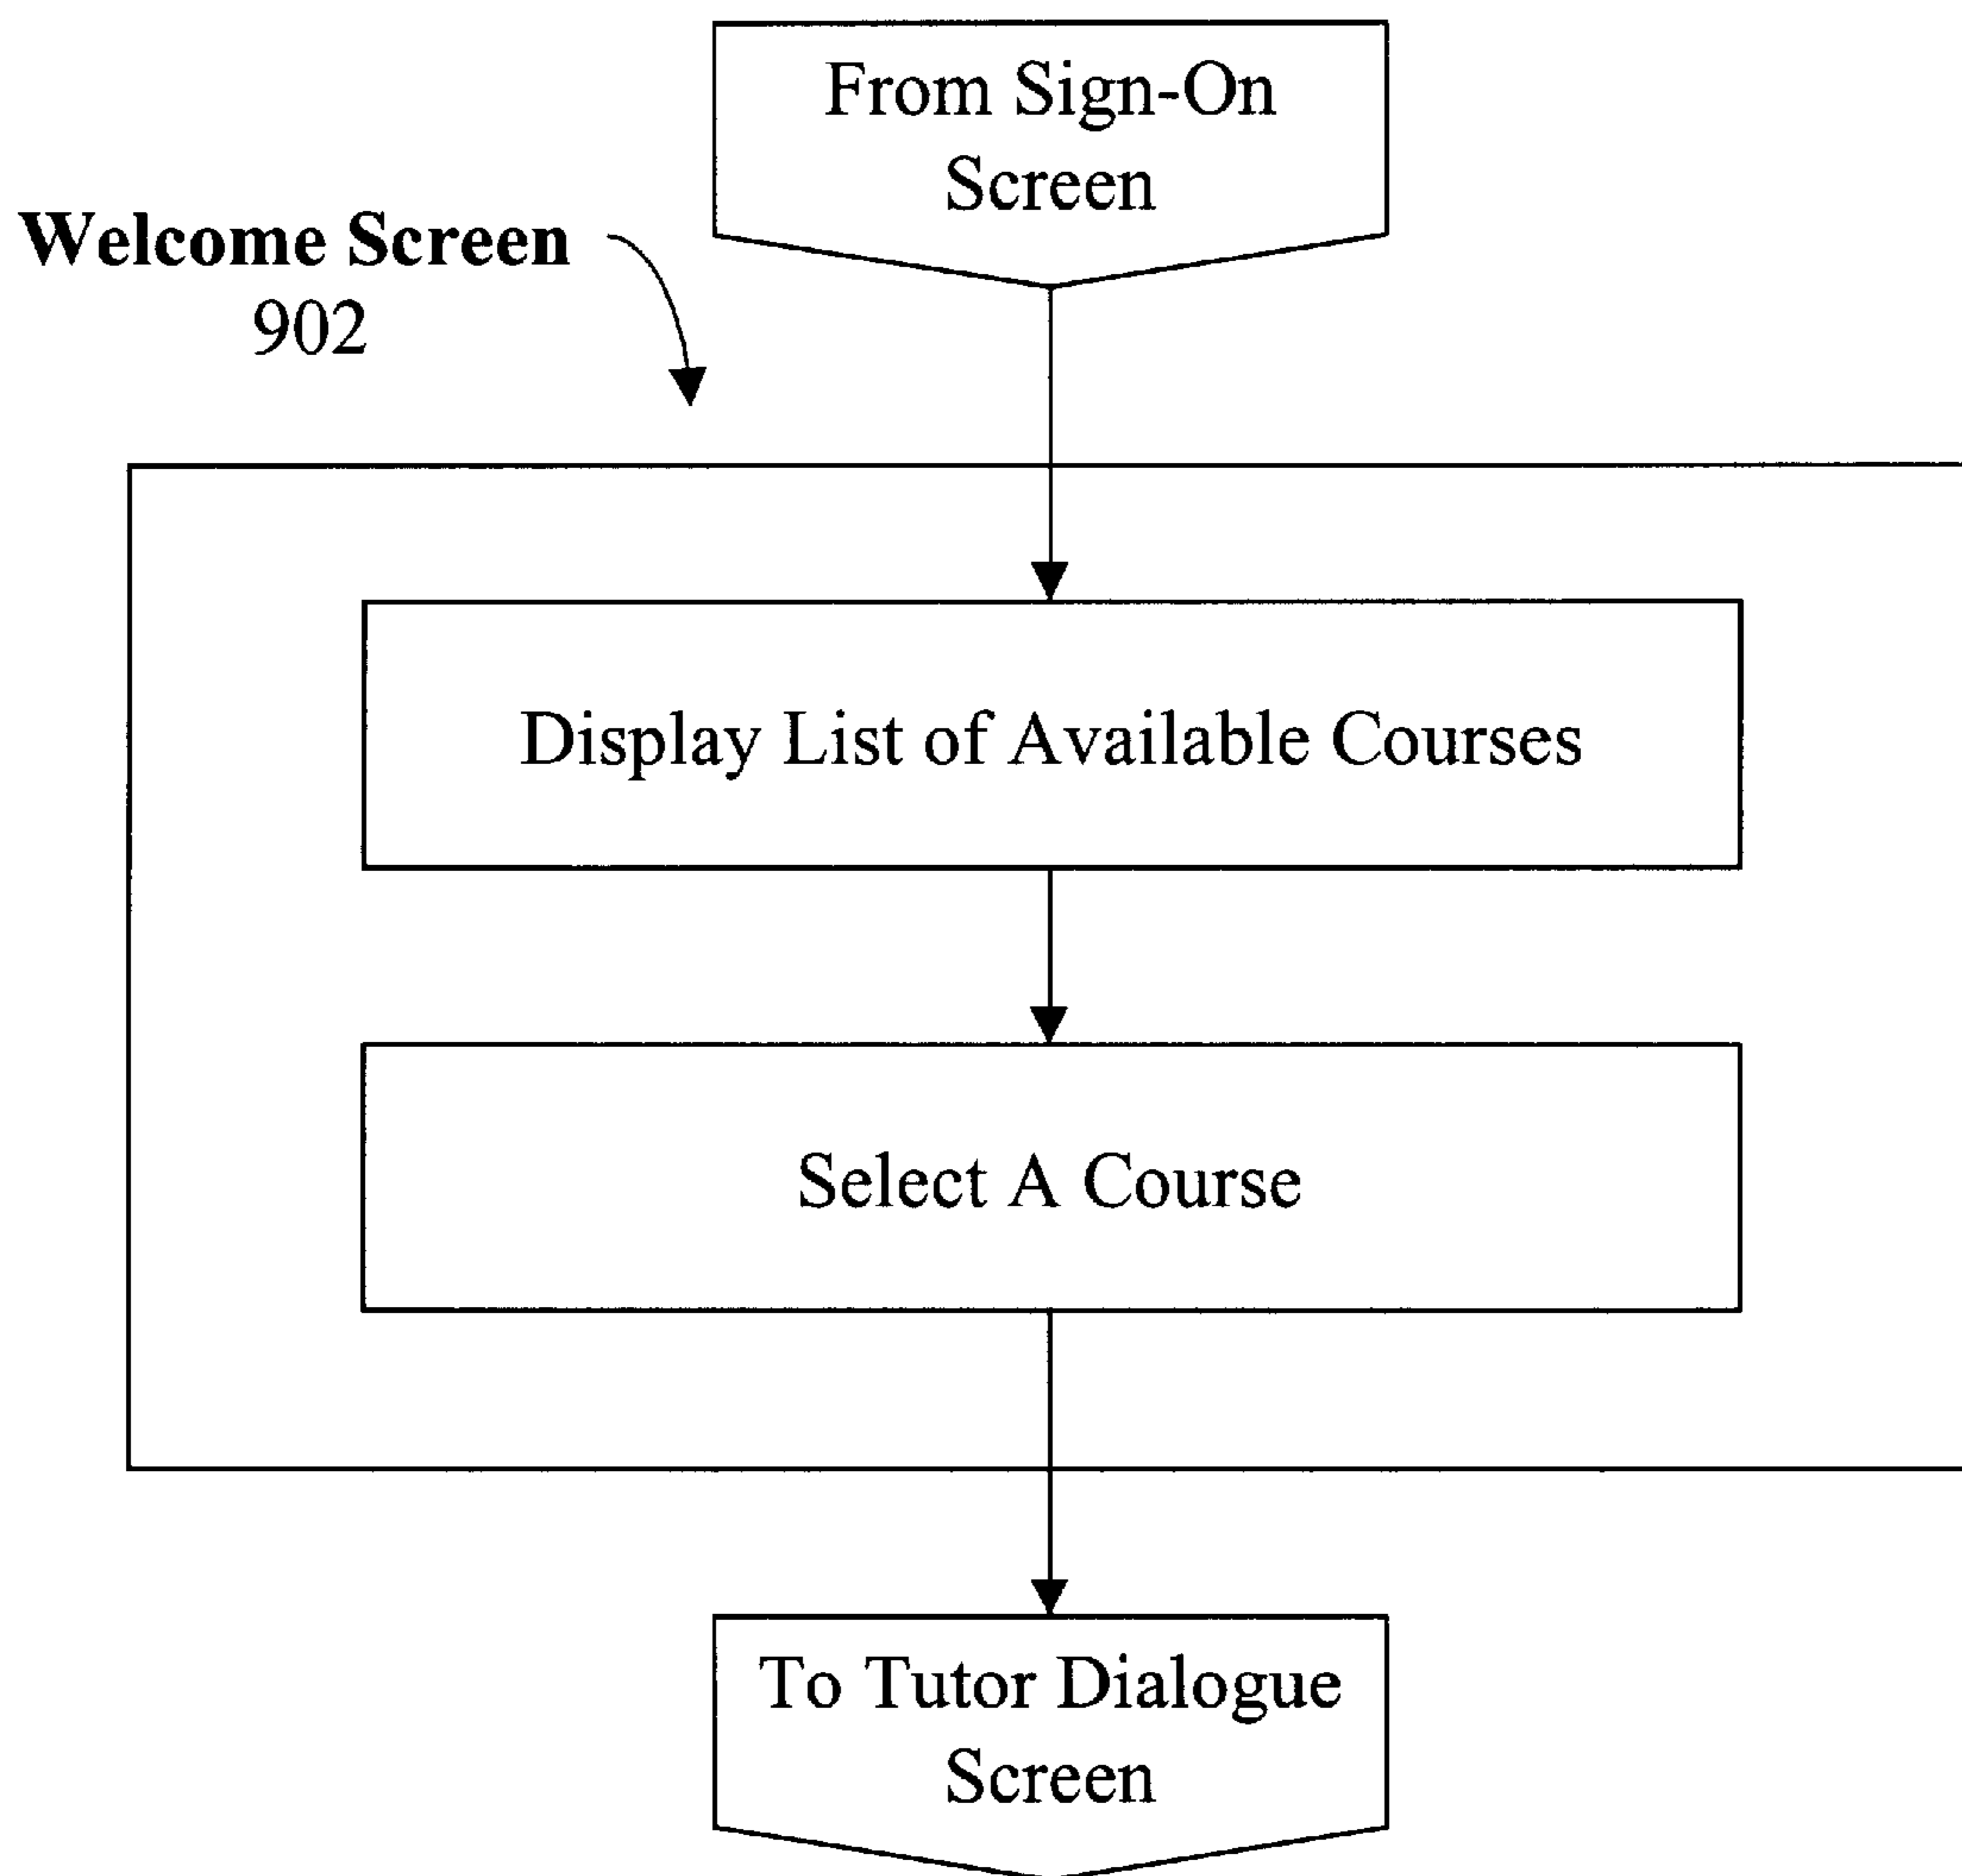 From Sign-On
Screen
Welcome Screen
902
Display List of Available Courses
Select A Course
To Tutor Dialogue
Screen